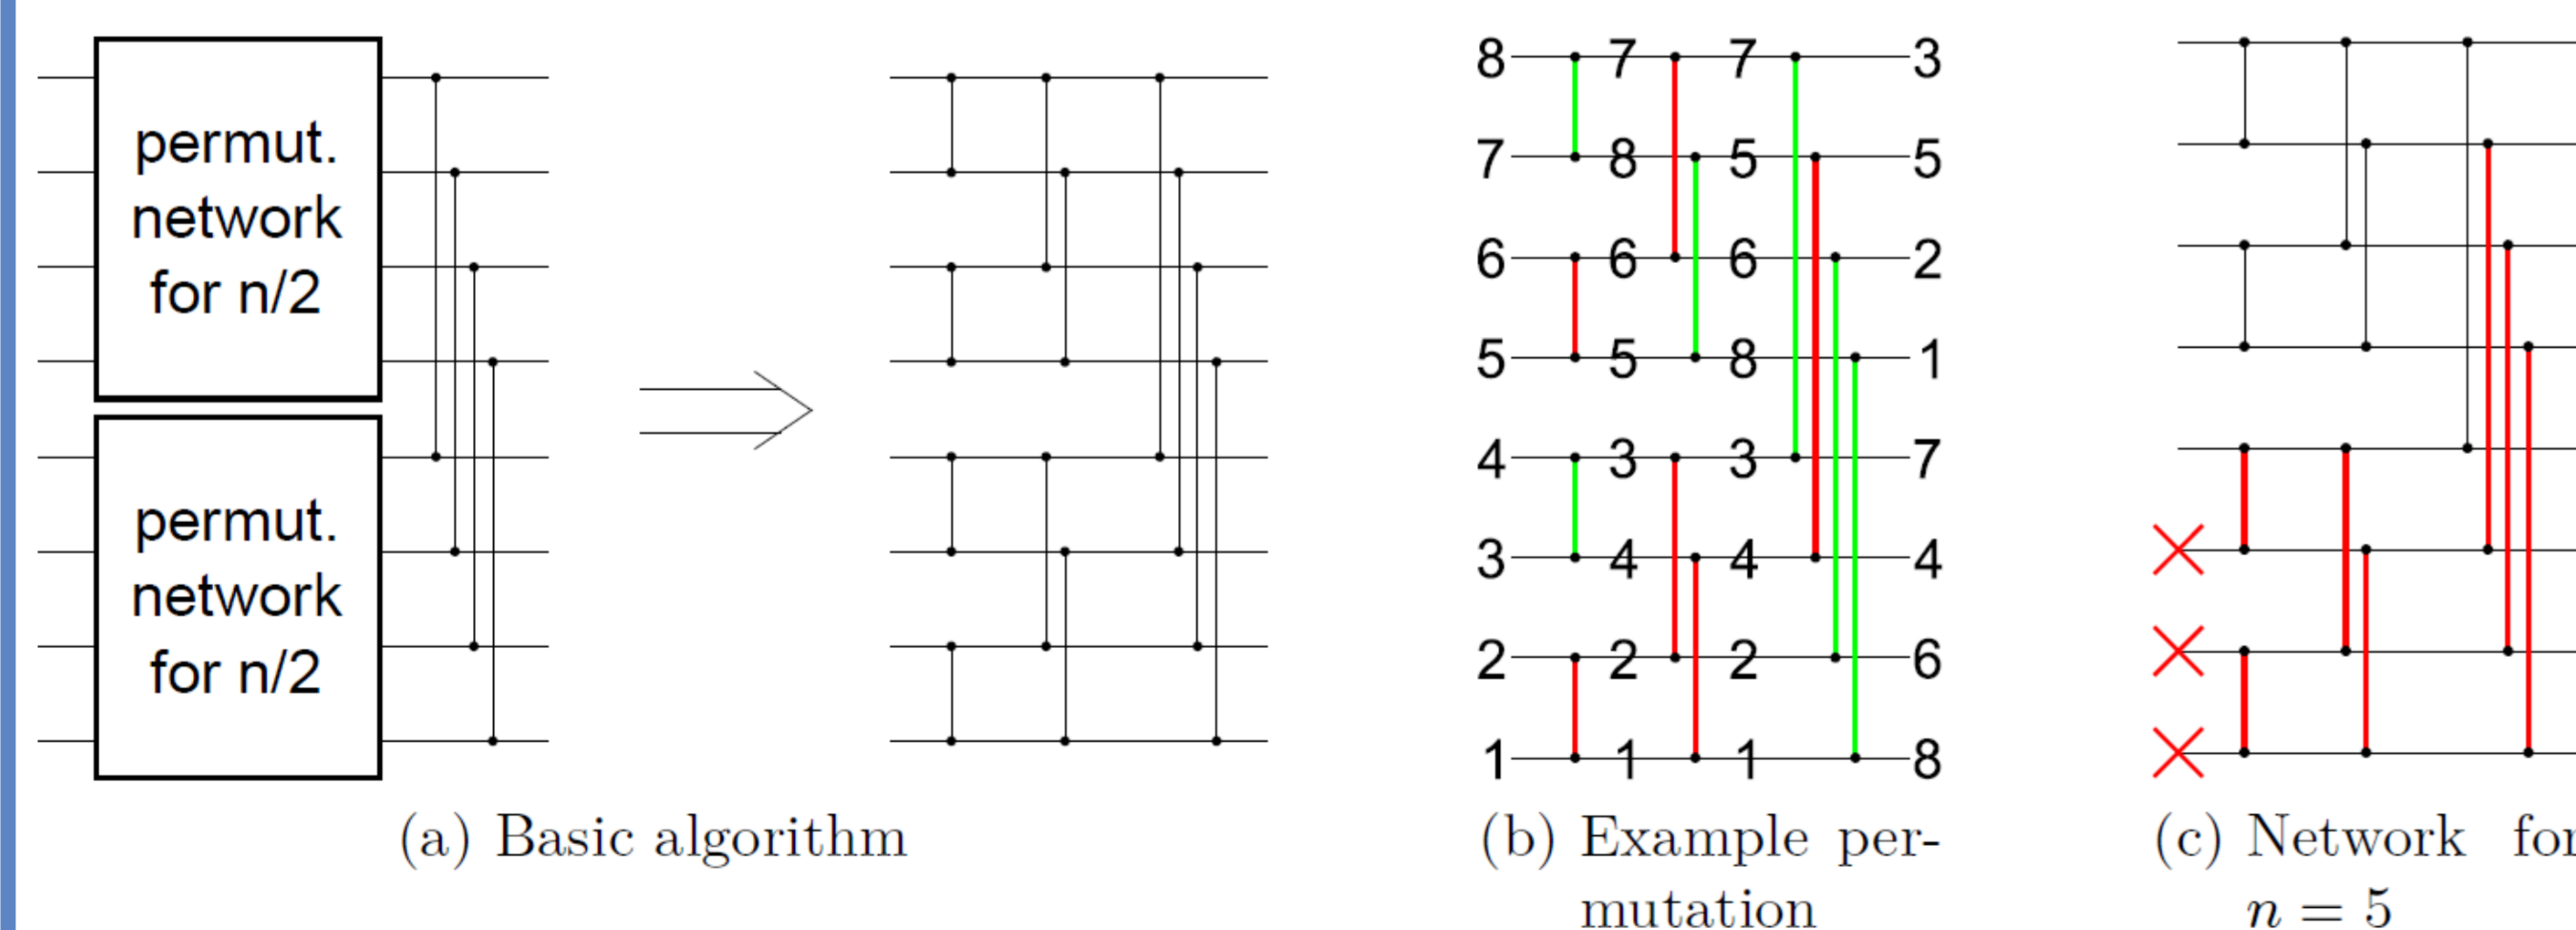 permut.
network
for n/2
permut.
network
for n/2
(a) Basic algorithm
8 7 7 3
7 8 5 5
6 6 6 2
5 5 8 1
4 3 3 7
3 4 4 4
2 2 2 6
1 1 1 8
(b) Example per-
mutation
(c) Network for
n = 5